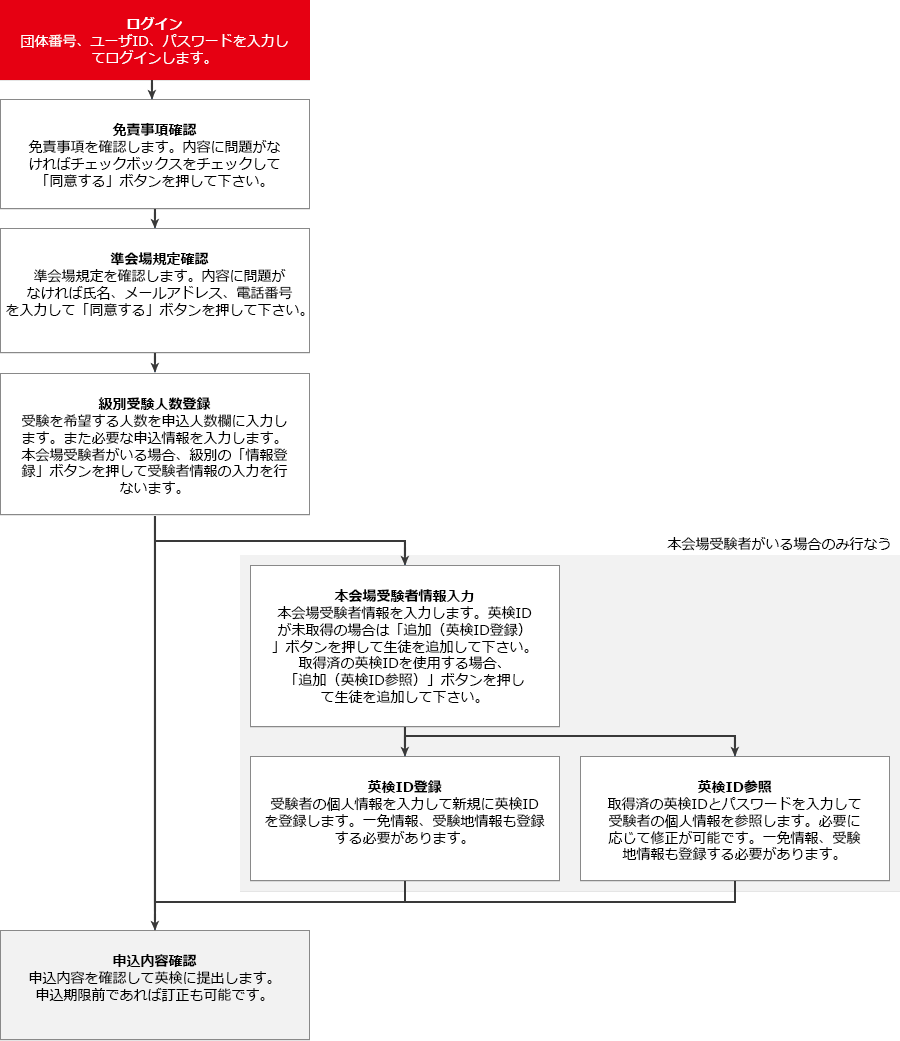 ログイン
団体番号、ユーザID、パスワードを入力し
てログインします。
免責事項確認
免責事項を確認します。内容に問題がな
ければチェックボックスをチェックして
「同意する」ボタンを押して下さい。
準会場規定確認
準会場規定を確認します。内容に問題が
なければ氏名、メールアドレス、電話番号
を入力して「同意する」ボタンを押して下さい。
級別受験人数登録
受験を希望する人数を申込人数欄に入力し
ます。また必要な申込情報を入力します。
本会場受験者がいる場合、級別の「情報登
録」ボタンを押して受験者情報の入力を行
ないます。
本会場受験者がいる場合のみ行なう
本会場受験者情報入力
本会場受験者情報を入力します。英検ID
が未取得の場合は「追加（英検ID登録）
」ボタンを押して生徒を追加して下さい。
取得済の英検IDを使用する場合、
「追加（英検ID参照）」ボタンを押し
て生徒を追加して下さい。
英検ID登録
受験者の個人情報を入力して新規に英検ID
を登録します。一免情報、受験地情報も登録
する必要があります。
英検ID参照
取得済の英検IDとパスワードを入力して
受験者の個人情報を参照します。必要に
応じて修正が可能です。一免情報、受験
地情報も登録する必要があります。
申込内容確認
申込内容を確認して英検に提出します。
申込期限前であれば訂正も可能です。